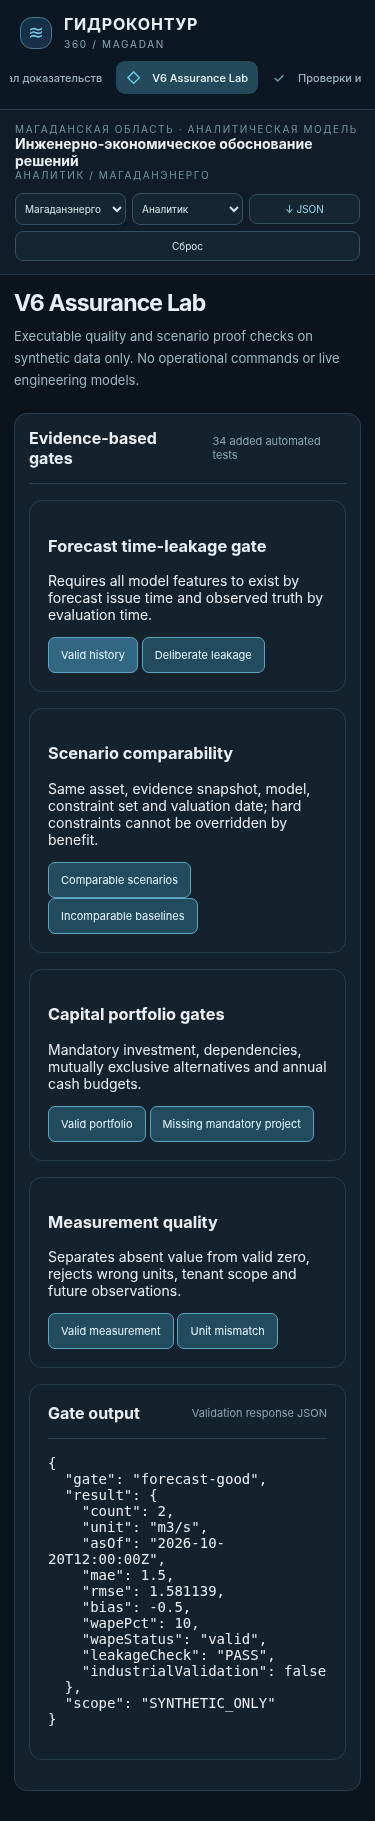 ГИДРОКОНТУР
360 / MAGADAN
ал доказательств
V6 Assurance Lab
Проверки и
МАГАДАНСКАЯ ОБЛАСТЬ · АНАЛИТИЧЕСКАЯ МОДЕЛЬ
Инженерно-экономическое обоснование
решений
АНАЛИТИК / МАГАДАНЭНЕРГО
Магаданэнерго
Аналитик
↓ JSON
Сброс
V6 Assurance Lab
Executable quality and scenario proof checks on
synthetic data only. No operational commands or live
engineering models.
Evidence-based
gates
34 added automated
tests
Forecast time-leakage gate
Requires all model features to exist by
forecast issue time and observed truth by
evaluation time.
Valid history
Deliberate leakage
Scenario comparability
Same asset, evidence snapshot, model,
constraint set and valuation date; hard
constraints cannot be overridden by
benefit.
Comparable scenarios
Incomparable baselines
Capital portfolio gates
Mandatory investment, dependencies,
mutually exclusive alternatives and annual
cash budgets.
Valid portfolio
Missing mandatory project
Measurement quality
Separates absent value from valid zero,
rejects wrong units, tenant scope and
future observations.
Valid measurement
Unit mismatch
Gate output
Validation response JSON
{
  "gate": "forecast-good",
  "result": {
    "count": 2,
    "unit": "m3/s",
    "asOf": "2026-10-
20T12:00:00Z",
    "mae": 1.5,
    "rmse": 1.581139,
    "bias": -0.5,
    "wapePct": 10,
    "wapeStatus": "valid",
    "leakageCheck": "PASS",
    "industrialValidation": false
  },
  "scope": "SYNTHETIC_ONLY"
}